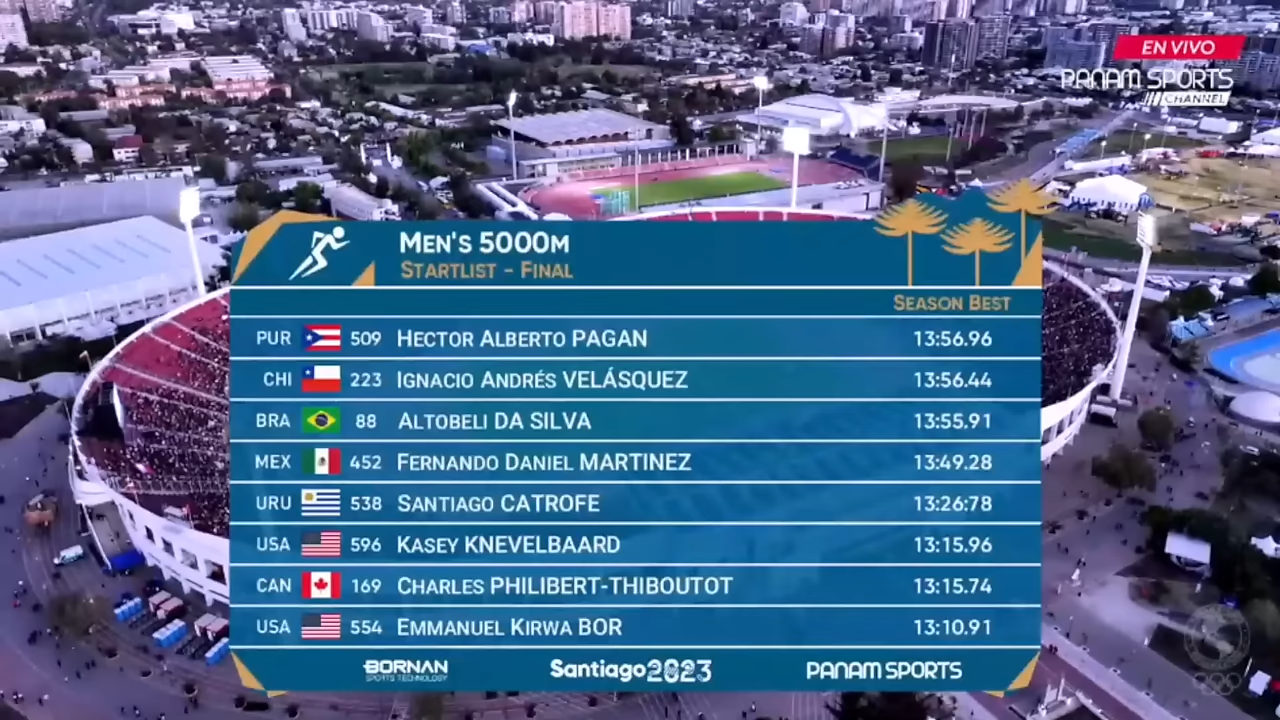 EN VIVO
PANAM SPORTS
CHANNEL
MEN'S 5000M
STARTLIST - FINAL
SEASON BEST
PUR 509 HECTOR ALBERTO PAGAN 13:56.96
CHI 223 IGNACIO ANDRÉS VELÁSQUEZ 13:56.44
BRA 88 ALTOBELI DA SILVA 13:55.91
MEX 452 FERNANDO DANIEL MARTINEZ 13:49.28
URU 538 SANTIAGO CATROFE 13:26:78
USA 596 KASEY KNEVELBAARD 13:15.96
CAN 169 CHARLES PHILIBERT-THIBOUTOT 13:15.74
USA 554 EMMANUEL KIRWA BOR 13:10.91
BORNAN
SPORTS TECHNOLOGY
Santiago2023
PANAM SPORTS